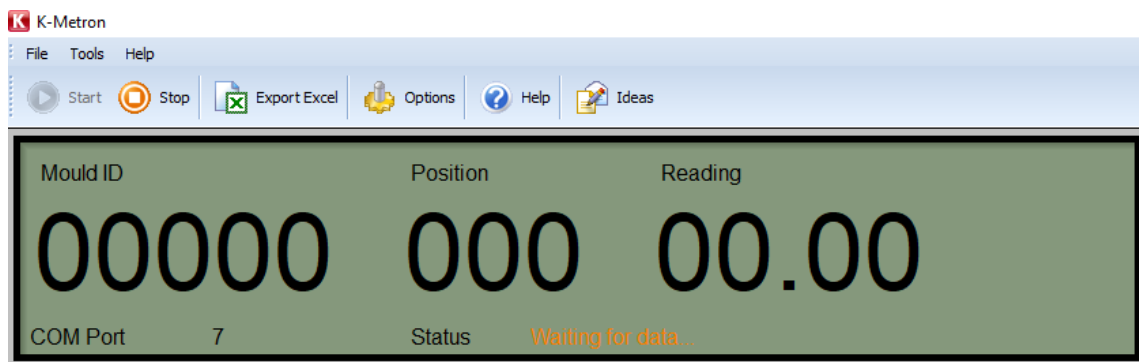 K K-Metron
File Tools Help
Start Stop Export Excel Options Help Ideas
Mould ID Position Reading
00000 000 00.00
COM Port 7 Status Waiting for data...